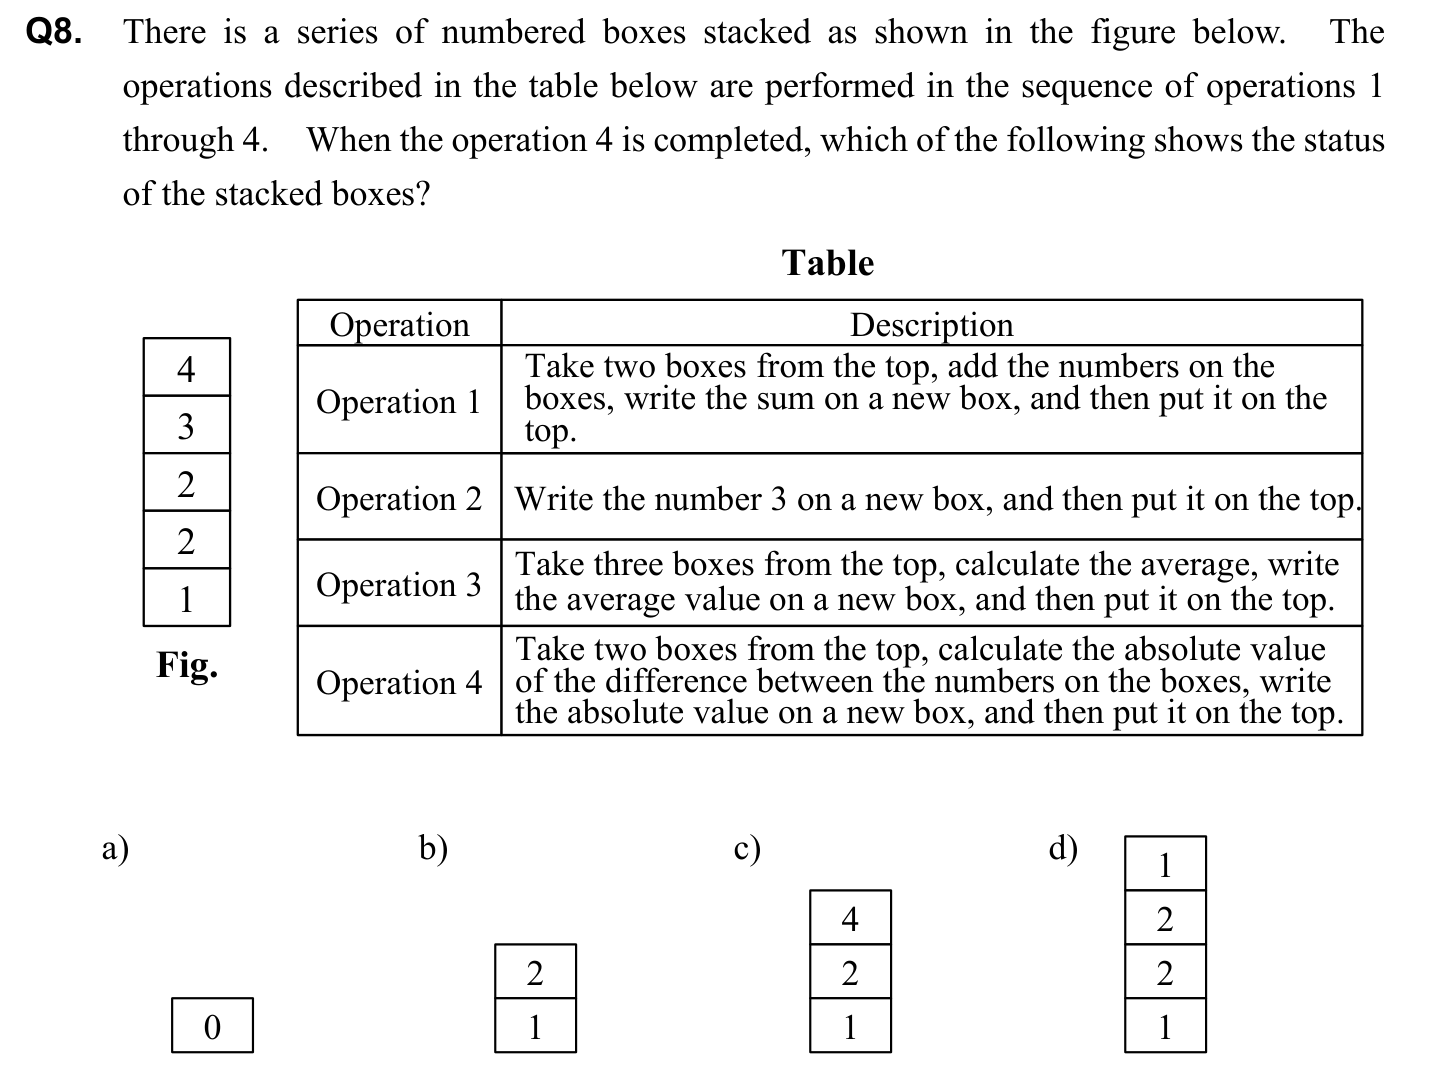 Q8. There is a series of numbered boxes stacked as shown in the figure below. The
operations described in the table below are performed in the sequence of operations 1
through 4. When the operation 4 is completed, which of the following shows the status
of the stacked boxes?
Table
4
3
2
2
1
Fig.
Operation Description
Operation 1 Take two boxes from the top, add the numbers on the
boxes, write the sum on a new box, and then put it on the
top.
Operation 2 Write the number 3 on a new box, and then put it on the top.
Operation 3 Take three boxes from the top, calculate the average, write
the average value on a new box, and then put it on the top.
Operation 4 Take two boxes from the top, calculate the absolute value
of the difference between the numbers on the boxes, write
the absolute value on a new box, and then put it on the top.
a)
0
b)
2
1
c)
4
2
1
d)
1
2
2
1